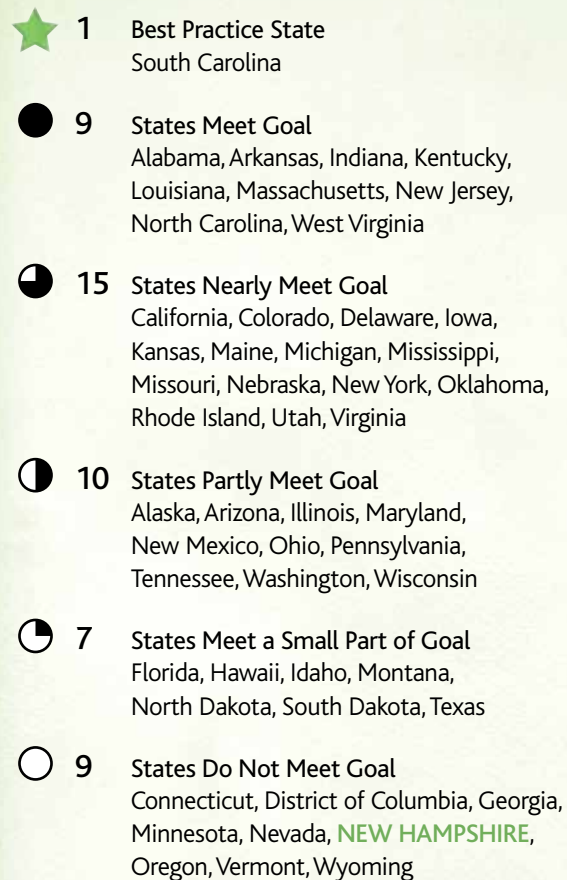 1 Best Practice State
South Carolina
9 States Meet Goal
Alabama, Arkansas, Indiana, Kentucky,
Louisiana, Massachusetts, New Jersey,
North Carolina, West Virginia
15 States Nearly Meet Goal
California, Colorado, Delaware, Iowa,
Kansas, Maine, Michigan, Mississippi,
Missouri, Nebraska, New York, Oklahoma,
Rhode Island, Utah, Virginia
10 States Partly Meet Goal
Alaska, Arizona, Illinois, Maryland,
New Mexico, Ohio, Pennsylvania,
Tennessee, Washington, Wisconsin
7 States Meet a Small Part of Goal
Florida, Hawaii, Idaho, Montana,
North Dakota, South Dakota, Texas
9 States Do Not Meet Goal
Connecticut, District of Columbia, Georgia,
Minnesota, Nevada, NEW HAMPSHIRE,
Oregon, Vermont, Wyoming